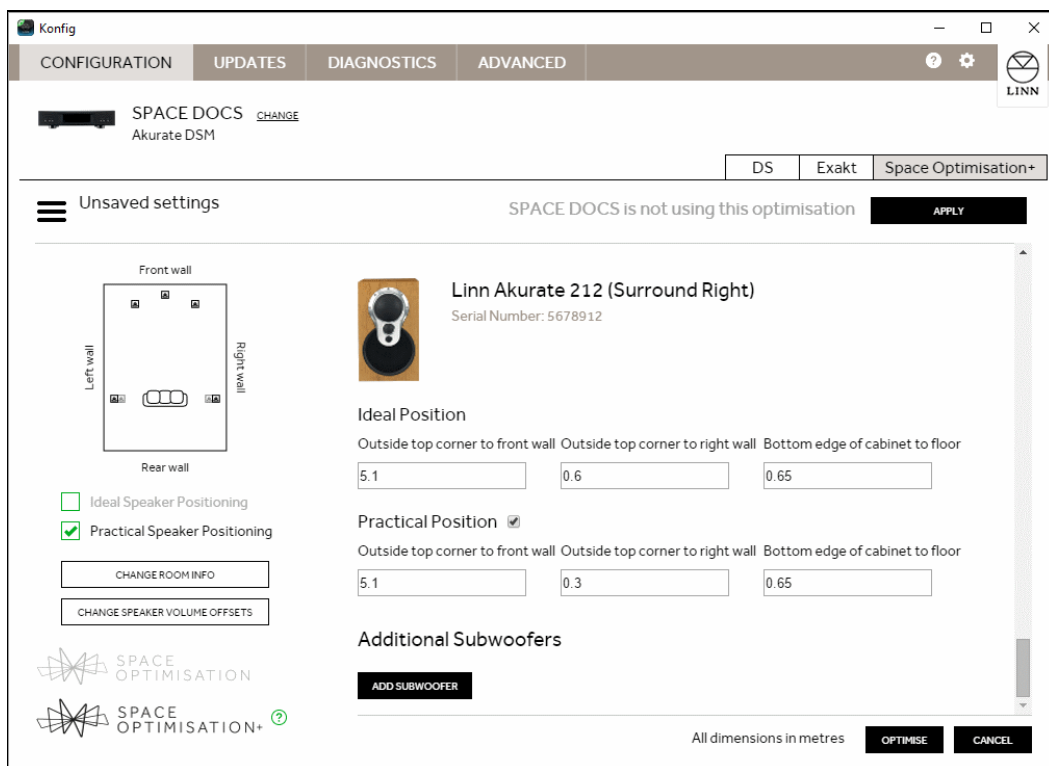 Konfig
CONFIGURATION
UPDATES
DIAGNOSTICS
ADVANCED
?
LINN
SPACE DOCS CHANGE
Akurate DSM
DS
Exakt
Space Optimisation+
Unsaved settings
SPACE DOCS is not using this optimisation
APPLY
Front wall
Left wall
Right wall
Rear wall
Ideal Speaker Positioning
Practical Speaker Positioning
CHANGE ROOM INFO
CHANGE SPEAKER VOLUME OFFSETS
SPACE
OPTIMISATION
SPACE
OPTIMISATION+ ?
Linn Akurate 212 (Surround Right)
Serial Number: 5678912
Ideal Position
Outside top corner to front wall Outside top corner to right wall Bottom edge of cabinet to floor
5.1 0.6 0.65
Practical Position
Outside top corner to front wall Outside top corner to right wall Bottom edge of cabinet to floor
5.1 0.3 0.65
Additional Subwoofers
ADD SUBWOOFER
All dimensions in metres
OPTIMISE
CANCEL